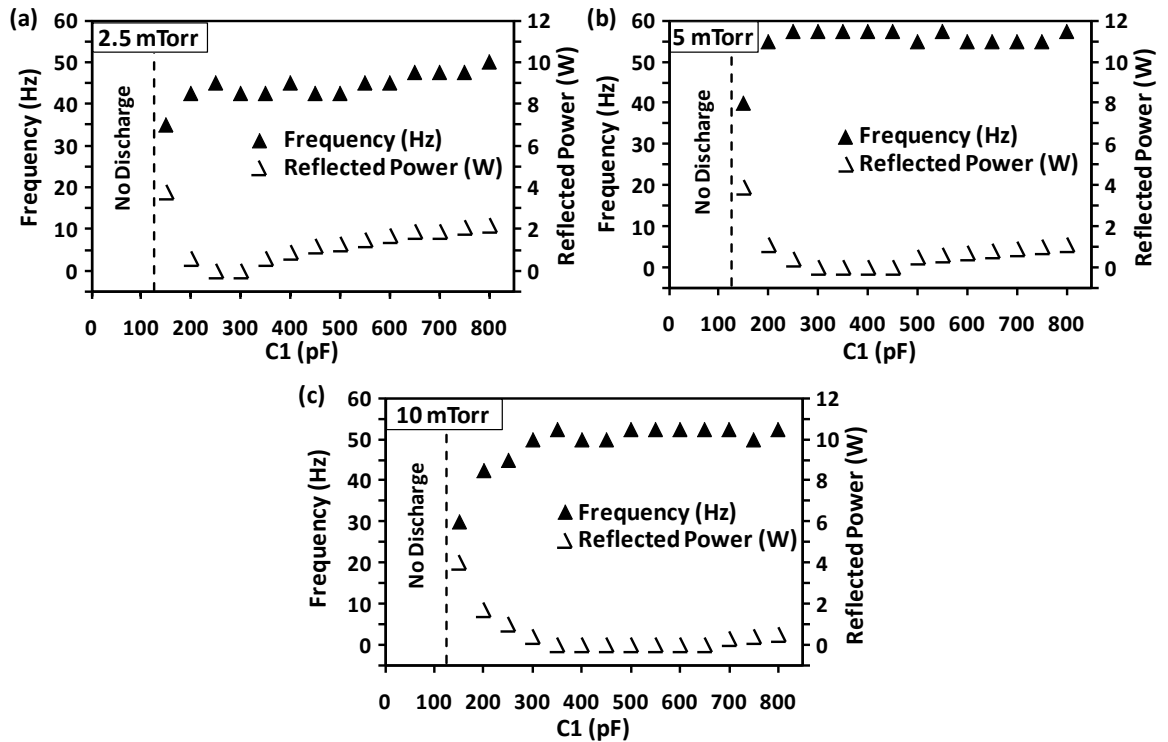 (a)
2.5 mTorr
Frequency (Hz)
60
55
50
45
40
35
30
20
10
0
No Discharge
Frequency (Hz)
Reflected Power (W)
12
10
8
6
4
2
0
Reflected Power (W)
0 100 200 300 400 500 600 700 800
C1 (pF)
(b)
5 mTorr
Frequency (Hz)
60
50
40
30
20
10
0
No Discharge
Frequency (Hz)
Reflected Power (W)
12
10
8
6
4
2
0
Reflected Power (W)
0 100 200 300 400 500 600 700 800
C1 (pF)
(c)
10 mTorr
Frequency (Hz)
60
50
40
30
20
10
0
No Discharge
Frequency (Hz)
Reflected Power (W)
12
10
8
6
4
2
0
Reflected Power (W)
0 100 200 300 400 500 600 700 800
C1 (pF)